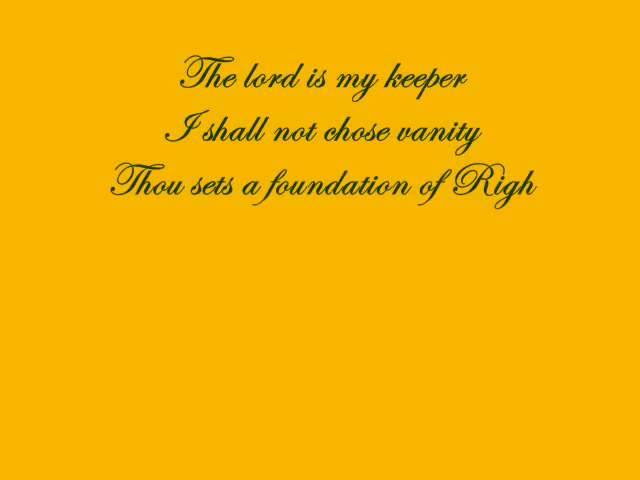 The lord is my keeper
I shall not chose vanity
Thou sets a foundation of Righ